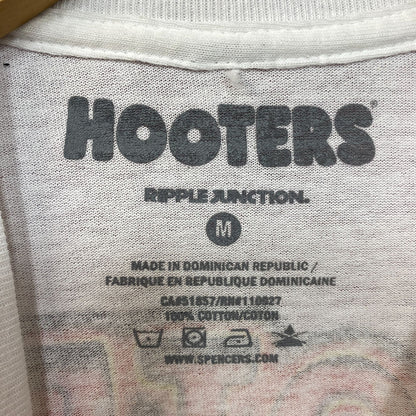 HOOTERS®
RIPPLE JUNCTION.
M
MADE IN DOMINICAN REPUBLIC /
FABRIQUE EN REPUBLIQUE DOMINICAINE
CA#51857/RN#110827
100% COTTON/COTON
WWW.SPENCERS.COM